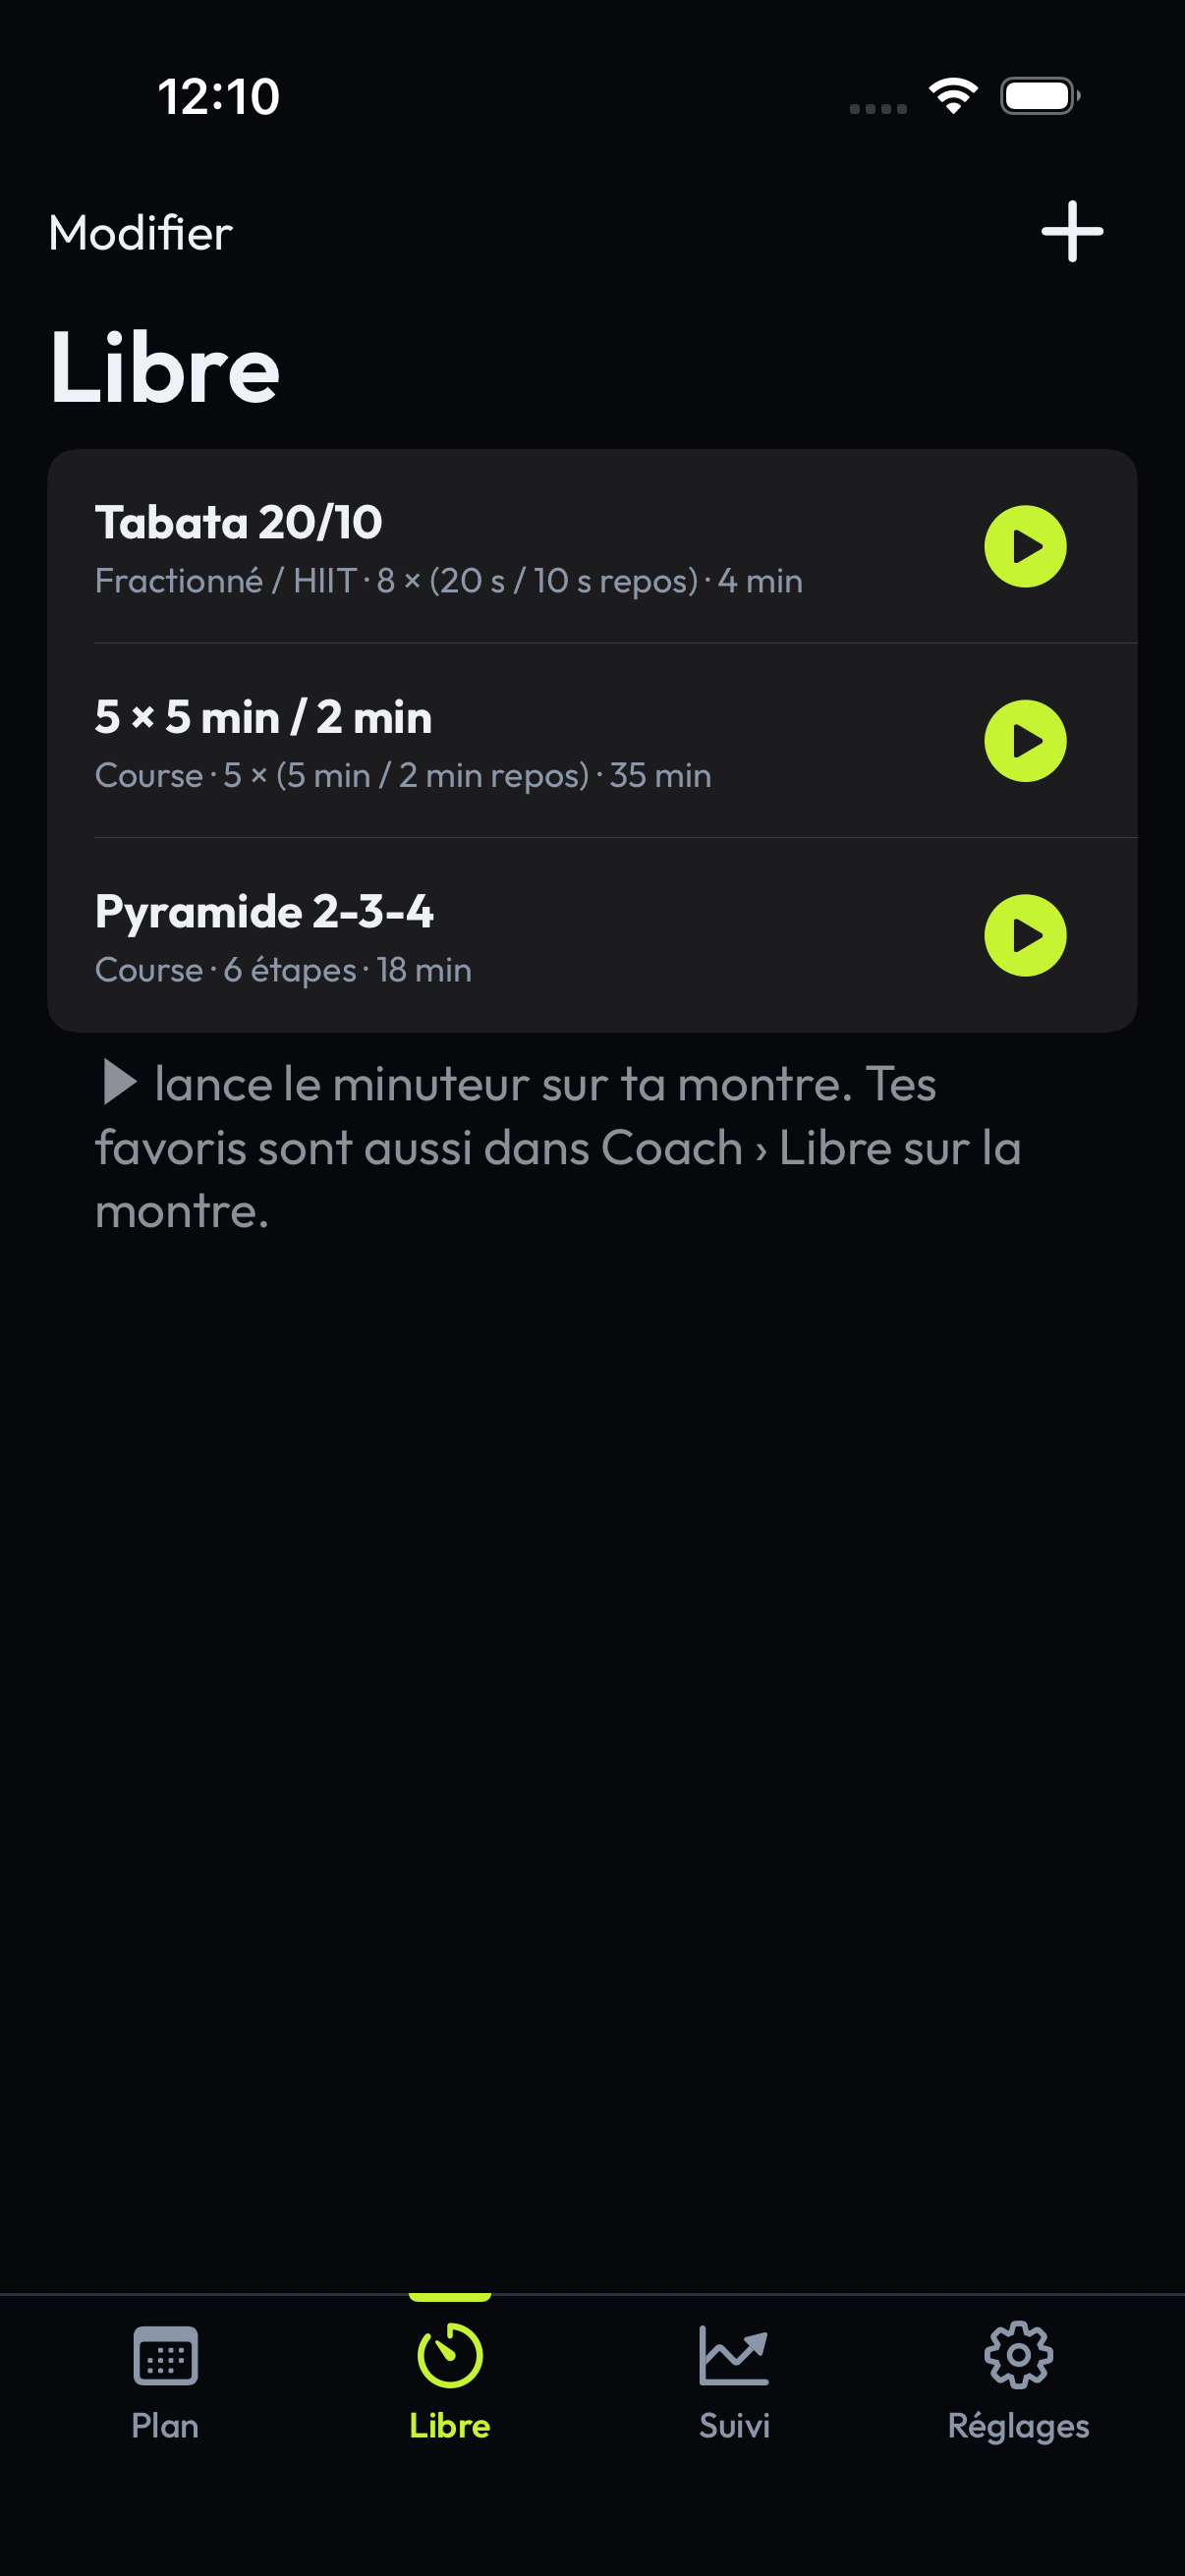 12:10
Modifier
Libre
Tabata 20/10
Fractionné / HIIT · 8 × (20 s / 10 s repos) · 4 min
5 × 5 min / 2 min
Course · 5 × (5 min / 2 min repos) · 35 min
Pyramide 2-3-4
Course · 6 étapes · 18 min
lance le minuteur sur ta montre. Tes
favoris sont aussi dans Coach › Libre sur la
montre.
Plan
Libre
Suivi
Réglages